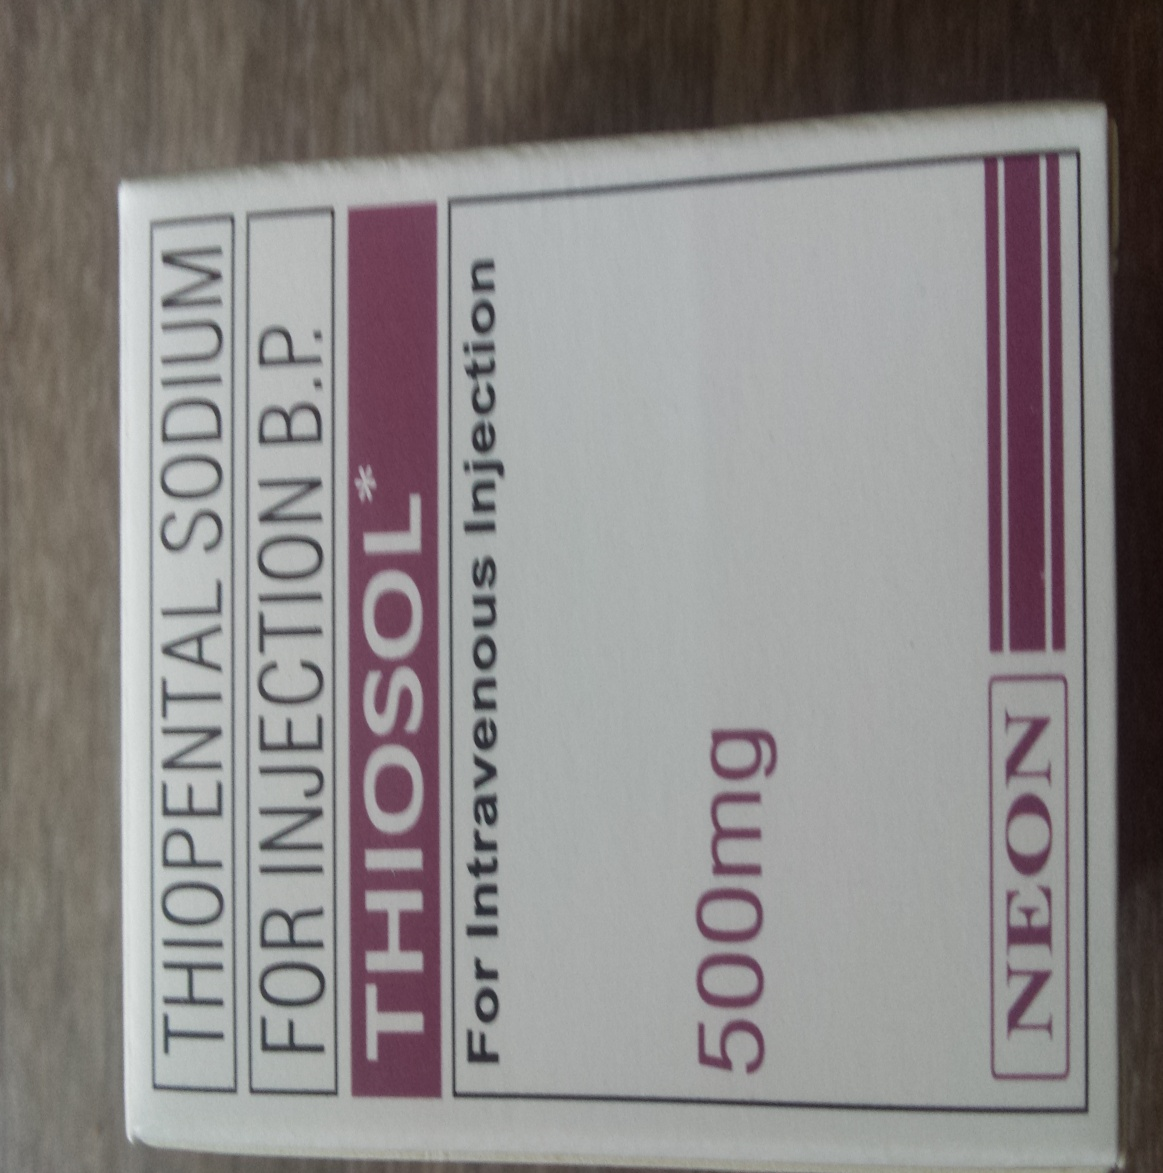 THIOPENTAL SODIUM
FOR INJECTION B.P.
THIOSOL*
For Intravenous Injection
500mg
NEON